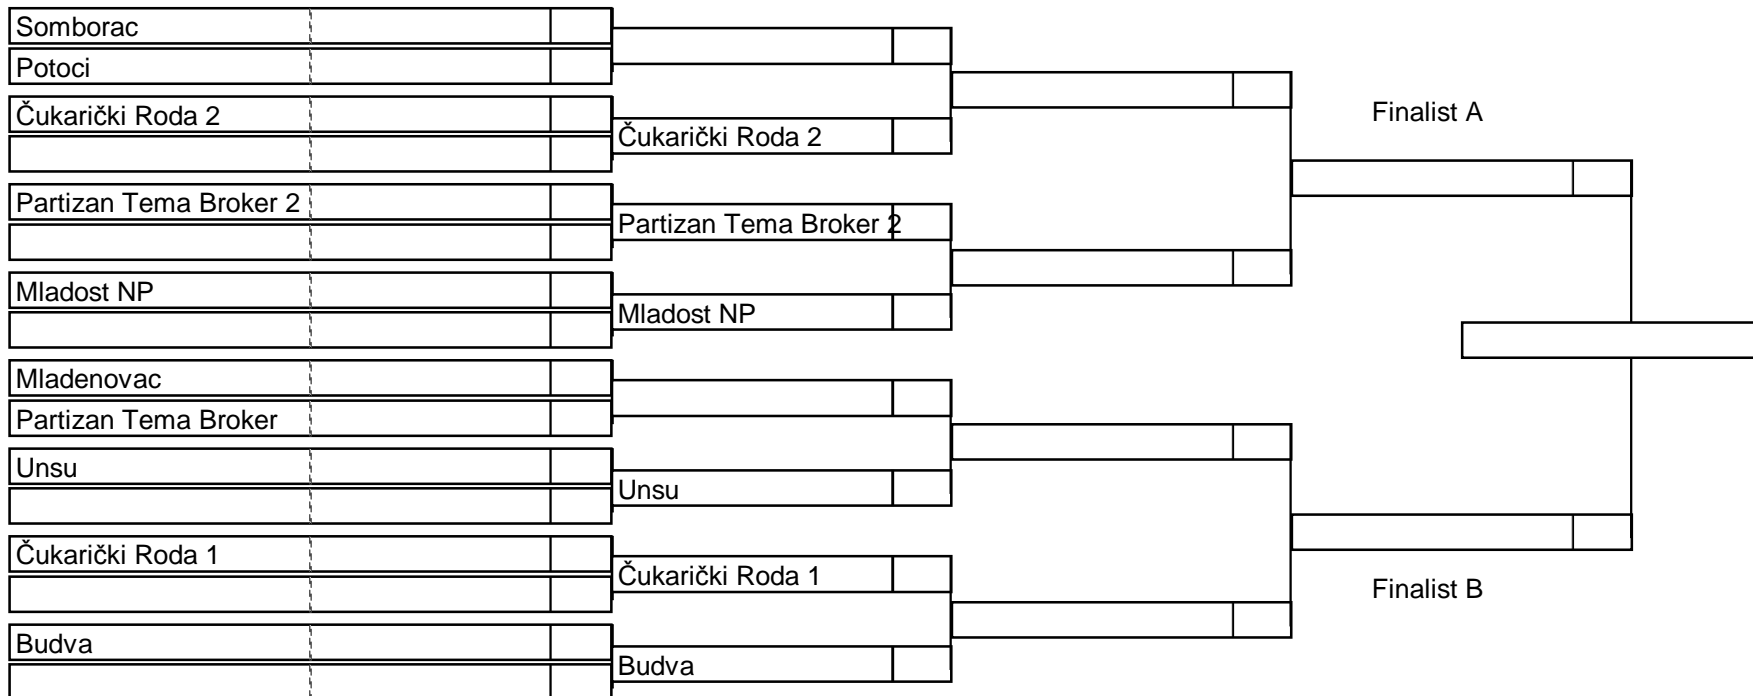 Somborac
Potoci
Čukarički Roda 2
Partizan Tema Broker 2
Mladost NP
Mladenovac
Partizan Tema Broker
Unsu
Čukarički Roda 1
Budva
Čukarički Roda 2
Partizan Tema Broker 2
Mladost NP
Unsu
Čukarički Roda 1
Budva
Finalist A
Finalist B